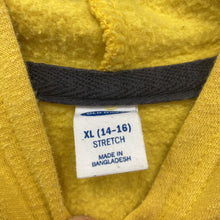 XL (14-16)
STRETCH
MADE IN
BANGLADESH